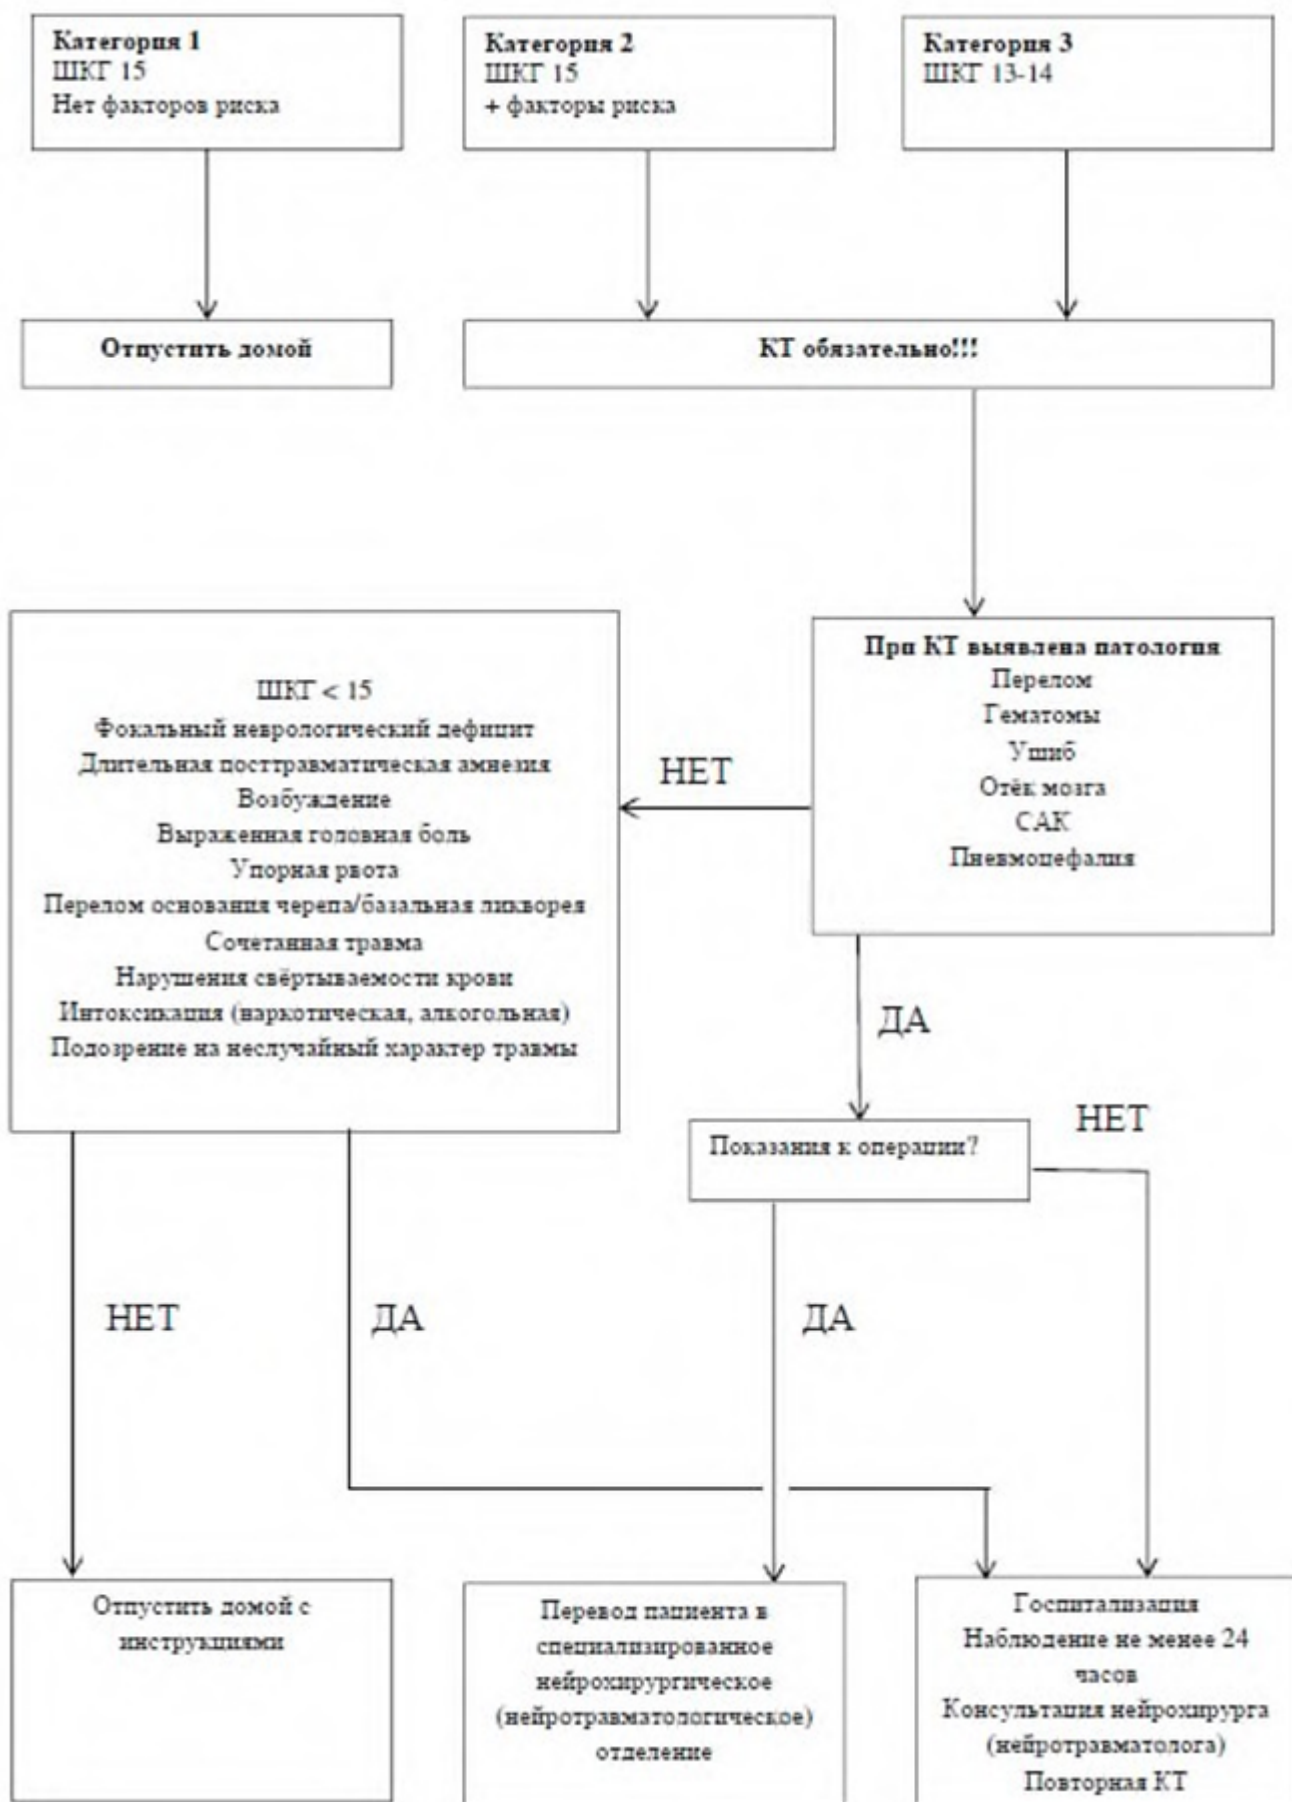 Категория 1
ШКГ 15
Нет факторов риска
Категория 2
ШКГ 15
+ факторы риска
Категория 3
ШКГ 13-14
Отпустить домой
КТ обязательно!!!
При КТ выявлена патология
Перелом
Гематомы
Ушиб
Отёк мозга
САК
Пневмоцефалия
НЕТ
ШКГ < 15
Фокальный неврологический дефицит
Длительная посттравматическая амнезия
Возбуждение
Выраженная головная боль
Упорная рвота
Перелом основания черепа/базальная ликворея
Сочетанная травма
Нарушения свёртываемости крови
Интоксикация (наркотическая, алкогольная)
Подозрение на неслучайный характер травмы
ДА
Показания к операции?
НЕТ
НЕТ
ДА
ДА
Отпустить домой с
инструкциями
Перевод пациента в
специализированное
нейрохирургическое
(нейротравматологическое)
отделение
Госпитализация
Наблюдение не менее 24
часов
Консультация нейрохирурга
(нейротравматолога)
Повторная КТ